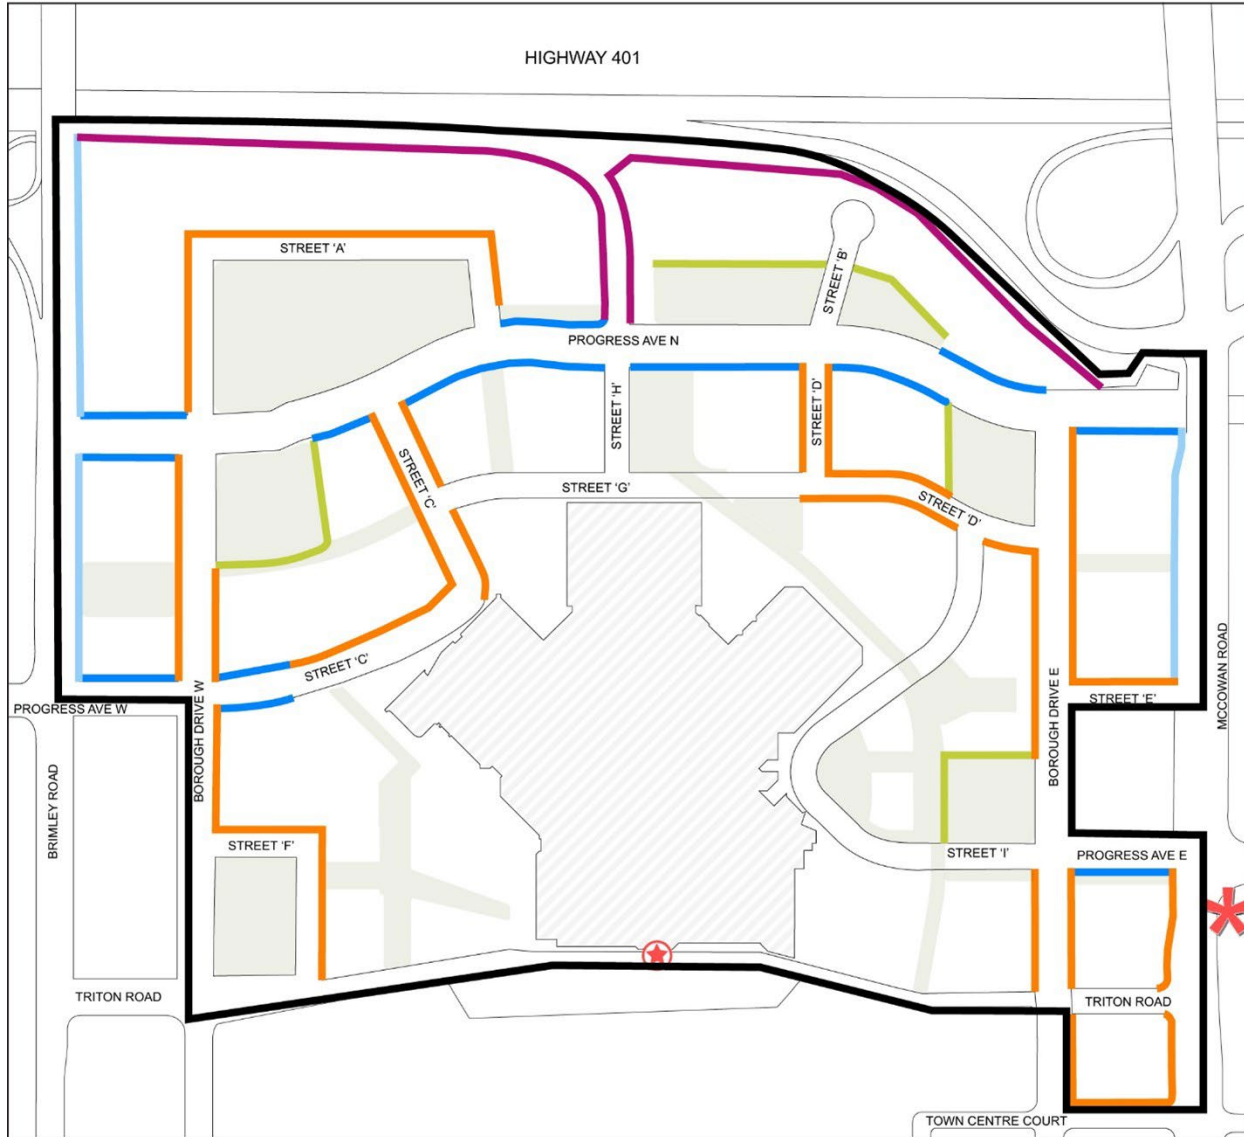 HIGHWAY 401
STREET 'A'
STREET 'B'
PROGRESS AVE N
STREET 'H'
STREET 'D'
STREET 'C'
STREET 'G'
STREET 'D'
STREET 'C'
STREET 'E'
PROGRESS AVE W
BOROUGH DRIVE W
BOROUGH DRIVE E
MCCOWAN ROAD
BRIMLEY ROAD
STREET 'F'
STREET 'I'
PROGRESS AVE E
TRITON ROAD
TRITON ROAD
TOWN CENTRE COURT